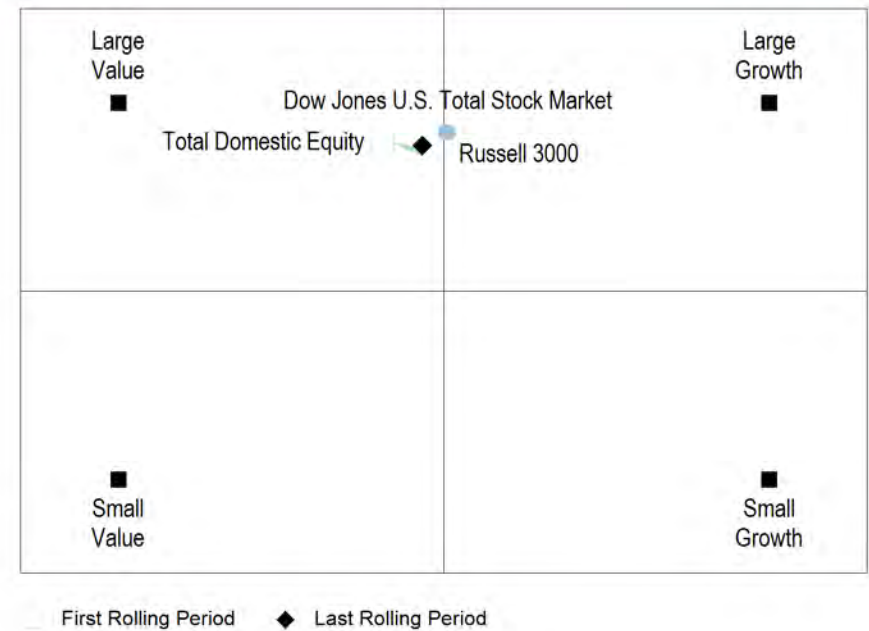 Large
Value
Large
Growth
Dow Jones U.S. Total Stock Market
Total Domestic Equity
Russell 3000
Small
Value
Small
Growth
First Rolling Period
Last Rolling Period